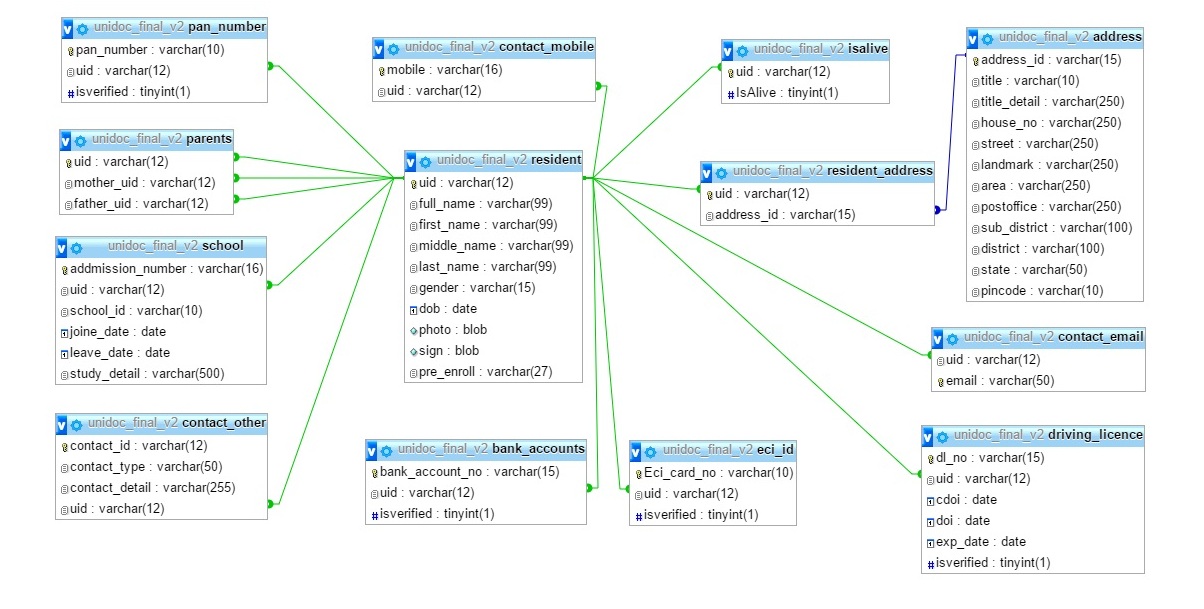 unidoc_final_v2 pan_number
pan_number : varchar(10)
uid : varchar(12)
#isverified : tinyint(1)
unidoc_final_v2 parents
uid : varchar(12)
mother_uid : varchar(12)
father_uid : varchar(12)
unidoc_final_v2 school
addmission_number : varchar(16)
uid : varchar(12)
school_id : varchar(10)
joine_date : date
leave_date : date
study_detail : varchar(500)
unidoc_final_v2 contact_other
contact_id : varchar(12)
contact_type : varchar(50)
contact_detail : varchar(255)
uid : varchar(12)
unidoc_final_v2 contact_mobile
mobile : varchar(16)
uid : varchar(12)
unidoc_final_v2 resident
uid : varchar(12)
full_name : varchar(99)
first_name : varchar(99)
middle_name : varchar(99)
last_name : varchar(99)
gender : varchar(15)
dob : date
photo : blob
sign : blob
pre_enroll : varchar(27)
unidoc_final_v2 bank_accounts
bank_account_no : varchar(15)
uid : varchar(12)
#isverified : tinyint(1)
unidoc_final_v2 eci_id
Eci_card_no : varchar(10)
uid : varchar(12)
#isverified : tinyint(1)
unidoc_final_v2 isalive
uid : varchar(12)
#IsAlive : tinyint(1)
unidoc_final_v2 resident_address
uid : varchar(12)
address_id : varchar(15)
unidoc_final_v2 address
address_id : varchar(15)
title : varchar(10)
title_detail : varchar(250)
house_no : varchar(250)
street : varchar(250)
landmark : varchar(250)
area : varchar(250)
postoffice : varchar(250)
sub_district : varchar(100)
district : varchar(100)
state : varchar(50)
pincode : varchar(10)
unidoc_final_v2 contact_email
uid : varchar(12)
email : varchar(50)
unidoc_final_v2 driving_licence
dl_no : varchar(15)
uid : varchar(12)
cdoi : date
doi : date
exp_date : date
#isverified : tinyint(1)